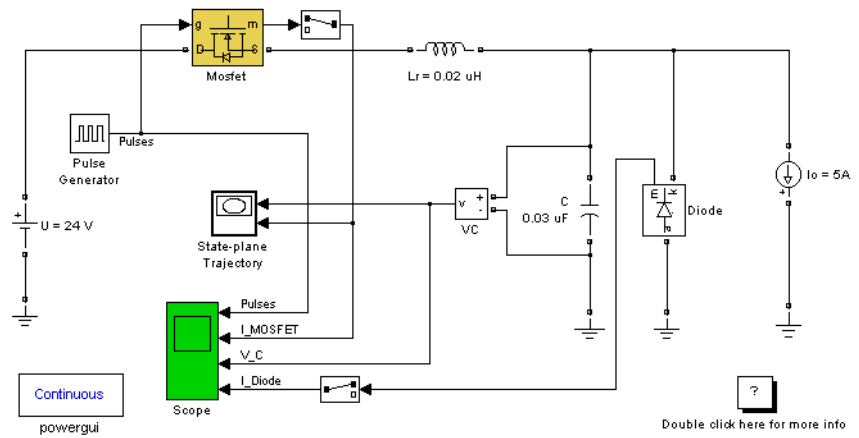 g
m
D
S
Mosfet
Lr = 0.02 uH
Pulses
Pulse
Generator
+
U = 24 V
State-plane
Trajectory
v
+
-
VC
C
0.03 uF
m
k
a
Diode
Io = 5A
+
Pulses
I_MOSFET
V_C
I_Diode
Scope
Continuous
powergui
?
Double click here for more info